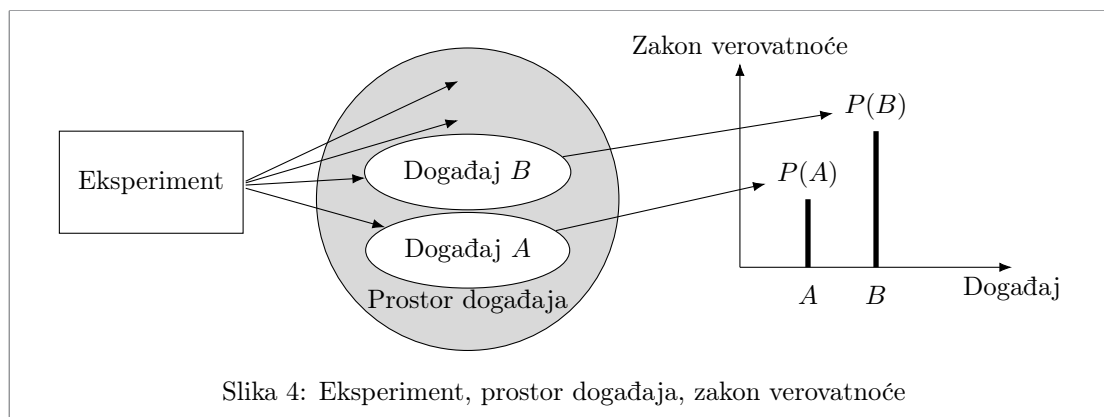 Zakon verovatnoće
P(B)
P(A)
Eksperiment
Događaj B
Događaj A
Prostor događaja
A
B
Događaj
Slika 4: Eksperiment, prostor događaja, zakon verovatnoće